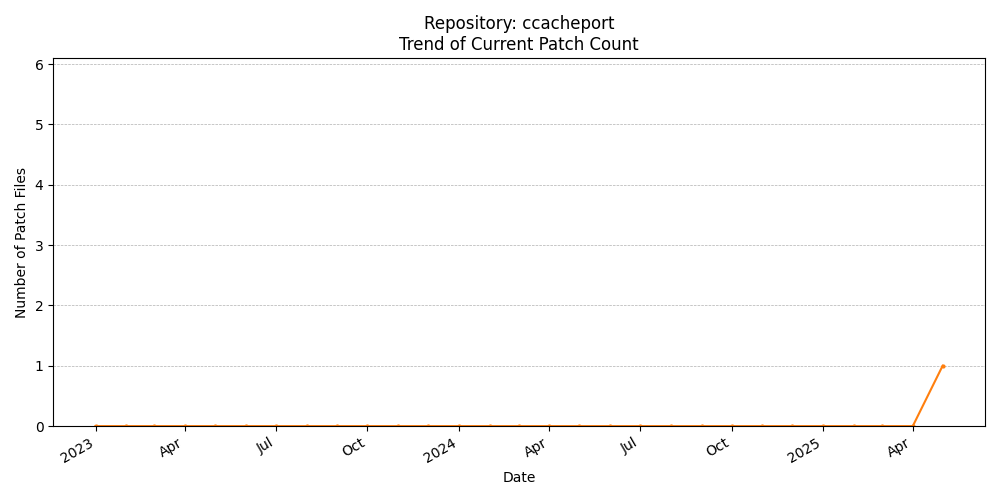 Repository: ccacheport
Trend of Current Patch Count
6
5
4
3
2
1
0
Number of Patch Files
2023
Apr
Jul
Oct
2024
Apr
Jul
Oct
2025
Apr
Date